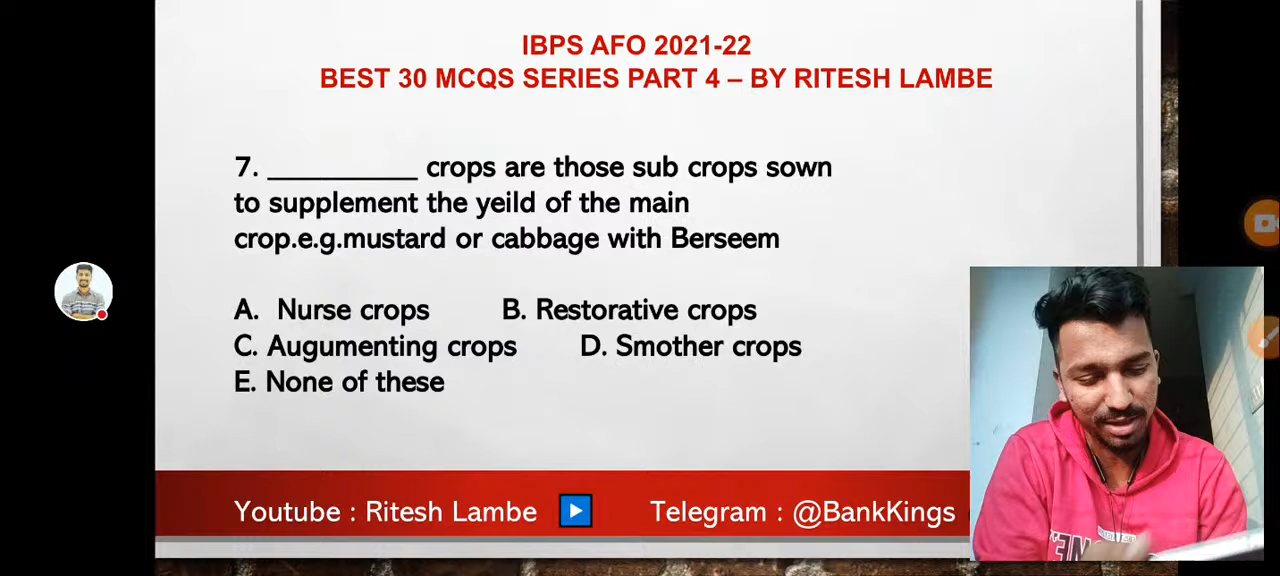 IBPS AFO 2021-22
BEST 30 MCQS SERIES PART 4 – BY RITESH LAMBE
7. __________ crops are those sub crops sown
to supplement the yeild of the main
crop.e.g.mustard or cabbage with Berseem
A. Nurse crops B. Restorative crops
C. Augumenting crops D. Smother crops
E. None of these
Youtube : Ritesh Lambe Telegram : @BankKings